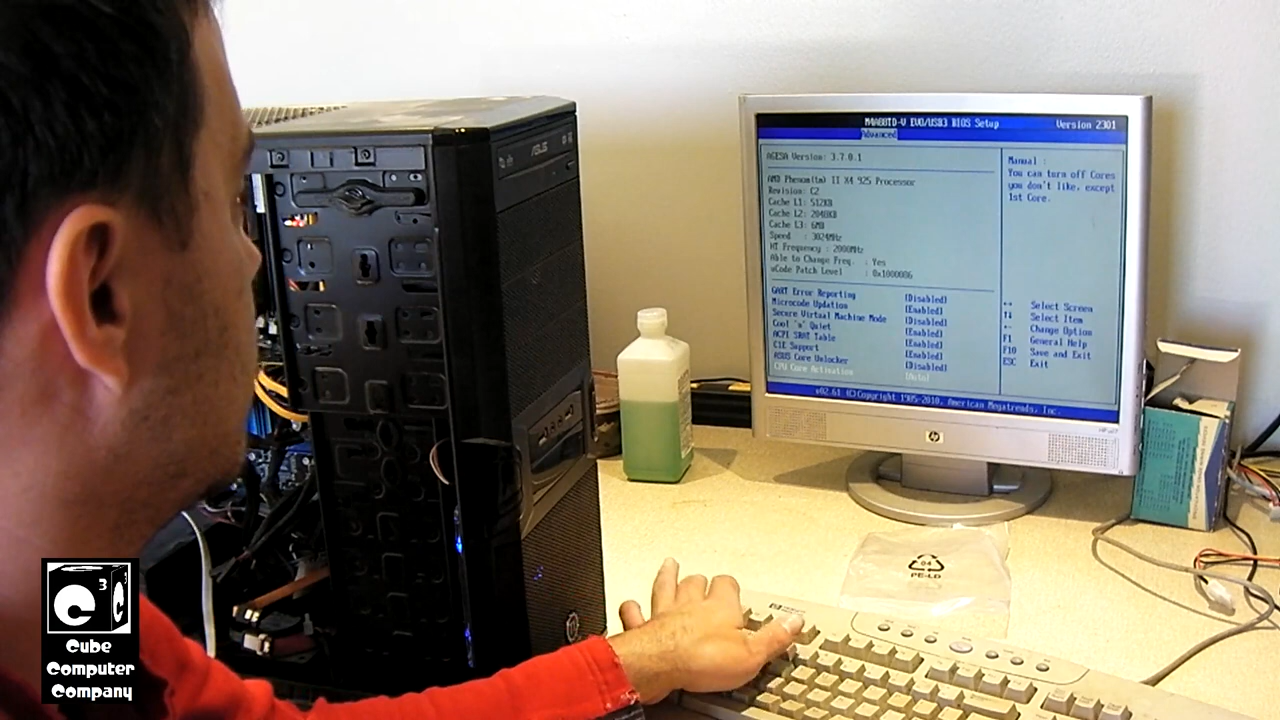 M4A88TD-V EVO/USB3 BIOS Setup Version 2301
Advanced
AGESA Version: 3.7.0.1
AMD Phenom(tm) II X4 925 Processor
Revision: C2
Cache L1: 512KB
Cache L2: 2048KB
Cache L3: 6MB
Speed : 3024MHz
HT Frequency : 2000MHz
Able to Change Freq. : Yes
uCode Patch Level : 0x1000086
GART Error Reporting [Disabled]
Microcode Updation [Enabled]
Secure Virtual Machine Mode [Disabled]
Cool 'n' Quiet [Enabled]
ACPI SRAT Table [Enabled]
C1E Support [Enabled]
ASUS Core Unlocker [Disabled]
CPU Core Activation [Auto]
Manual :
You can turn off Cores
you don't like, except
1st Core.
Select Screen
Select Item
Change Option
F1 General Help
F10 Save and Exit
ESC Exit
v02.61 (C)Copyright 1985-2010, American Megatrends, Inc.
hp
ASUS
04
PE-LD
C3C
Cube
Computer
Company